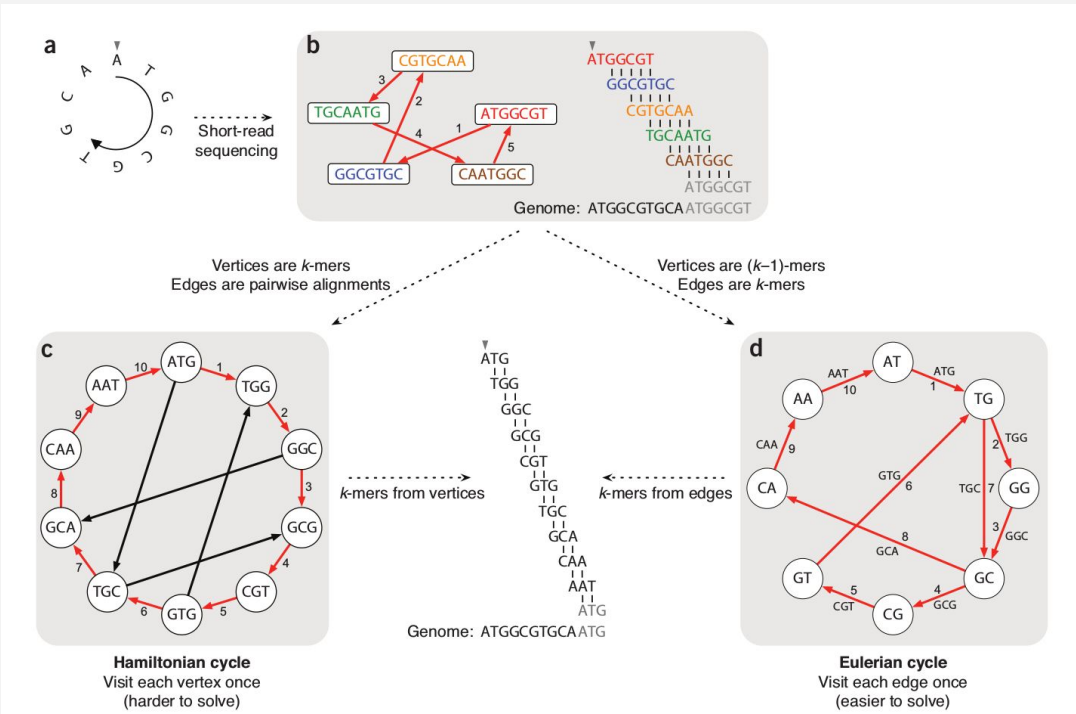 a
A
T
G
G
C
G
T
G
C
A
A
Short-read
sequencing
b
CGTGCAA
TGCAATG
ATGGCGT
GGCGTGC
CAATGGC
3
2
4
1
5
ATGGCGT
GGCGTGC
CGTGCAA
TGCAATG
CAATGGC
ATGGCGT
Genome: ATGGCGTGCAATGGCGT
Vertices are k-mers
Edges are pairwise alignments
Vertices are (k–1)-mers
Edges are k-mers
c
ATG
TGG
GGC
GCG
CGT
GTG
TGC
GCA
CAA
AAT
1
2
3
4
5
6
7
8
9
10
Hamiltonian cycle
Visit each vertex once
(harder to solve)
k-mers from vertices
ATG
TGG
GGC
GCG
CGT
GTG
TGC
GCA
CAA
AAT
ATG
Genome: ATGGCGTGCAATG
k-mers from edges
d
AT
TG
GG
GC
CG
GT
CA
AA
ATG
1
TGG
2
3
GGC
4
GCG
5
CGT
GTG
6
TGC
7
8
GCA
CAA
9
AAT
10
Eulerian cycle
Visit each edge once
(easier to solve)